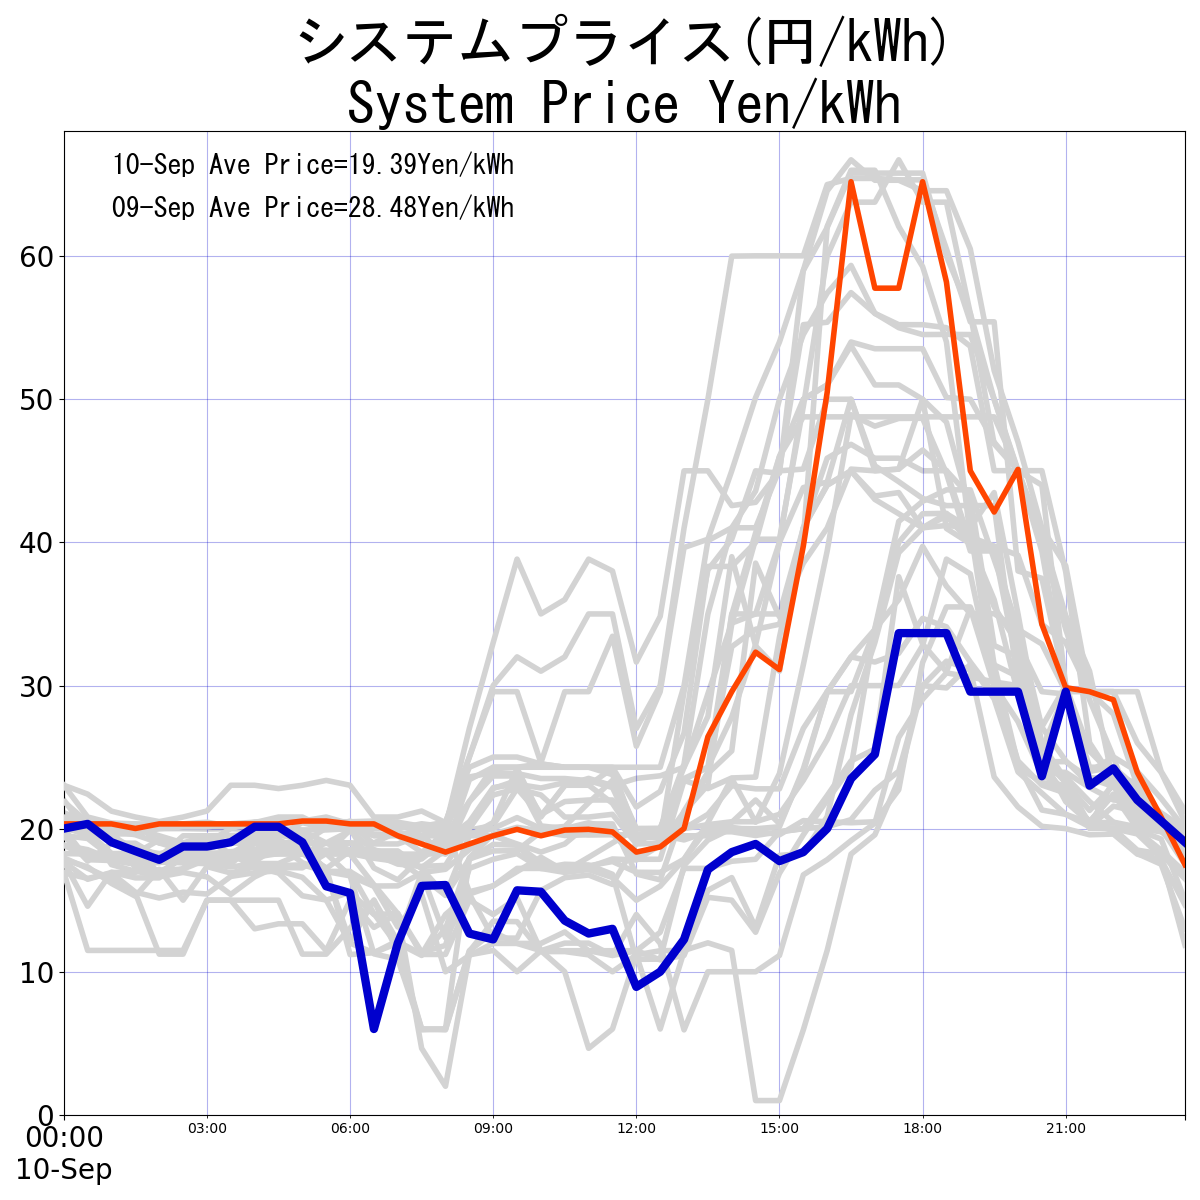 システムプライス(円/kWh)
System Price Yen/kWh
10-Sep Ave Price=19.39Yen/kWh
09-Sep Ave Price=28.48Yen/kWh
60
50
40
30
20
10
0
00:00 03:00 06:00 09:00 12:00 15:00 18:00 21:00
10-Sep